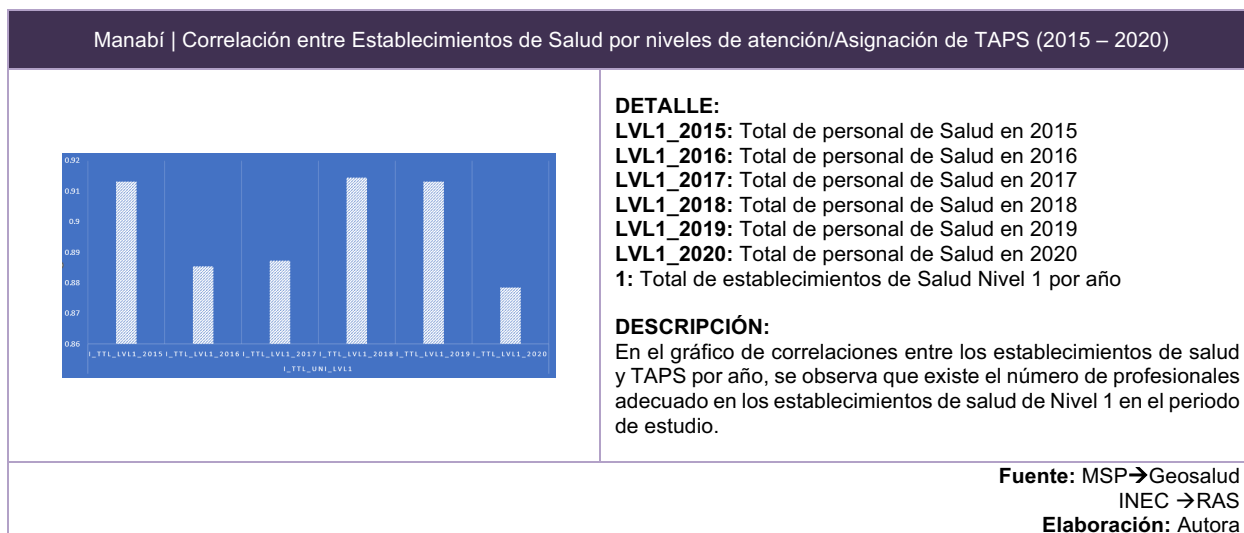 Manabí | Correlación entre Establecimientos de Salud por niveles de atención/Asignación de TAPS (2015 – 2020)
0.92
0.91
0.9
0.89
0.88
0.87
0.86
I_TTL_LVL1_2015 I_TTL_LVL1_2016 I_TTL_LVL1_2017 I_TTL_LVL1_2018 I_TTL_LVL1_2019 I_TTL_LVL1_2020
I_TTL_UNI_LVL1
DETALLE:
LVL1_2015: Total de personal de Salud en 2015
LVL1_2016: Total de personal de Salud en 2016
LVL1_2017: Total de personal de Salud en 2017
LVL1_2018: Total de personal de Salud en 2018
LVL1_2019: Total de personal de Salud en 2019
LVL1_2020: Total de personal de Salud en 2020
1: Total de establecimientos de Salud Nivel 1 por año
DESCRIPCIÓN:
En el gráfico de correlaciones entre los establecimientos de salud
y TAPS por año, se observa que existe el número de profesionales
adecuado en los establecimientos de salud de Nivel 1 en el periodo
de estudio.
Fuente: MSP→Geosalud
INEC →RAS
Elaboración: Autora